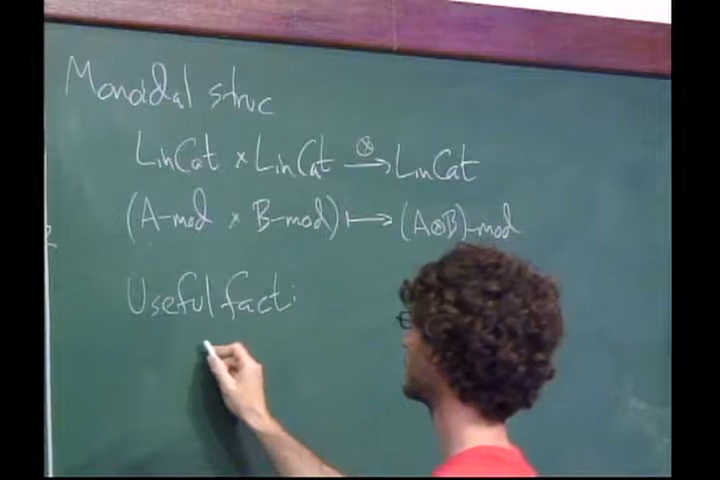 Monoidal struc
LinCat × LinCat ⊗→ LinCat
(A-mod × B-mod) ↦ (A⊗B)-mod
Useful fact: